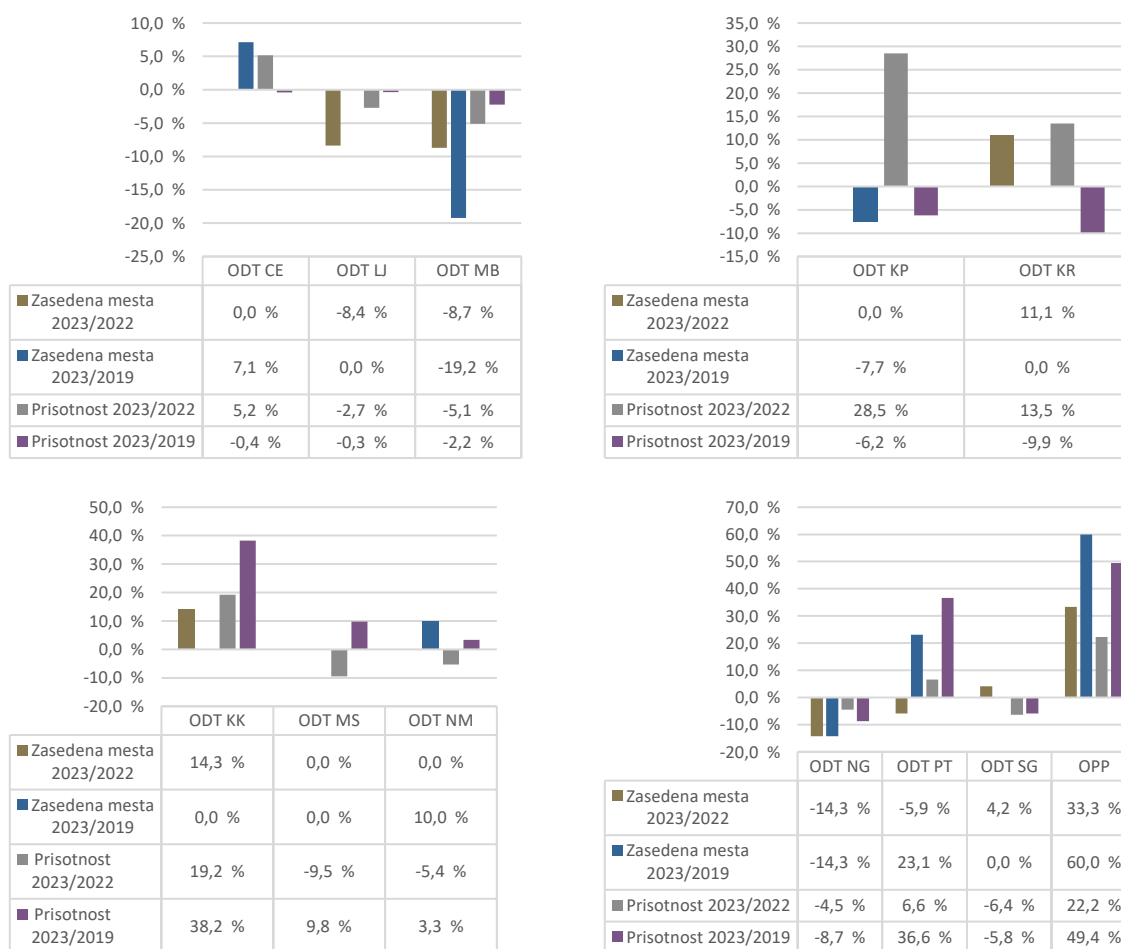 10,0 %
5,0 %
0,0 %
-5,0 %
-10,0 %
-15,0 %
-20,0 %
-25,0 %
ODT CE ODT LJ ODT MB
Zasedena mesta
2023/2022
0,0 % -8,4 % -8,7 %
Zasedena mesta
2023/2019
7,1 % 0,0 % -19,2 %
Prisotnost 2023/2022 5,2 % -2,7 % -5,1 %
Prisotnost 2023/2019 -0,4 % -0,3 % -2,2 %
35,0 %
30,0 %
25,0 %
20,0 %
15,0 %
10,0 %
5,0 %
0,0 %
-5,0 %
-10,0 %
-15,0 %
ODT KP ODT KR
Zasedena mesta
2023/2022
0,0 % 11,1 %
Zasedena mesta
2023/2019
-7,7 % 0,0 %
Prisotnost 2023/2022 28,5 % 13,5 %
Prisotnost 2023/2019 -6,2 % -9,9 %
50,0 %
40,0 %
30,0 %
20,0 %
10,0 %
0,0 %
-10,0 %
-20,0 %
ODT KK ODT MS ODT NM
Zasedena mesta
2023/2022
14,3 % 0,0 % 0,0 %
Zasedena mesta
2023/2019
0,0 % 0,0 % 10,0 %
Prisotnost
2023/2022
19,2 % -9,5 % -5,4 %
Prisotnost
2023/2019
38,2 % 9,8 % 3,3 %
70,0 %
60,0 %
50,0 %
40,0 %
30,0 %
20,0 %
10,0 %
0,0 %
-10,0 %
-20,0 %
ODT NG ODT PT ODT SG OPP
Zasedena mesta
2023/2022
-14,3 % -5,9 % 4,2 % 33,3 %
Zasedena mesta
2023/2019
-14,3 % 23,1 % 0,0 % 60,0 %
Prisotnost 2023/2022 -4,5 % 6,6 % -6,4 % 22,2 %
Prisotnost 2023/2019 -8,7 % 36,6 % -5,8 % 49,4 %